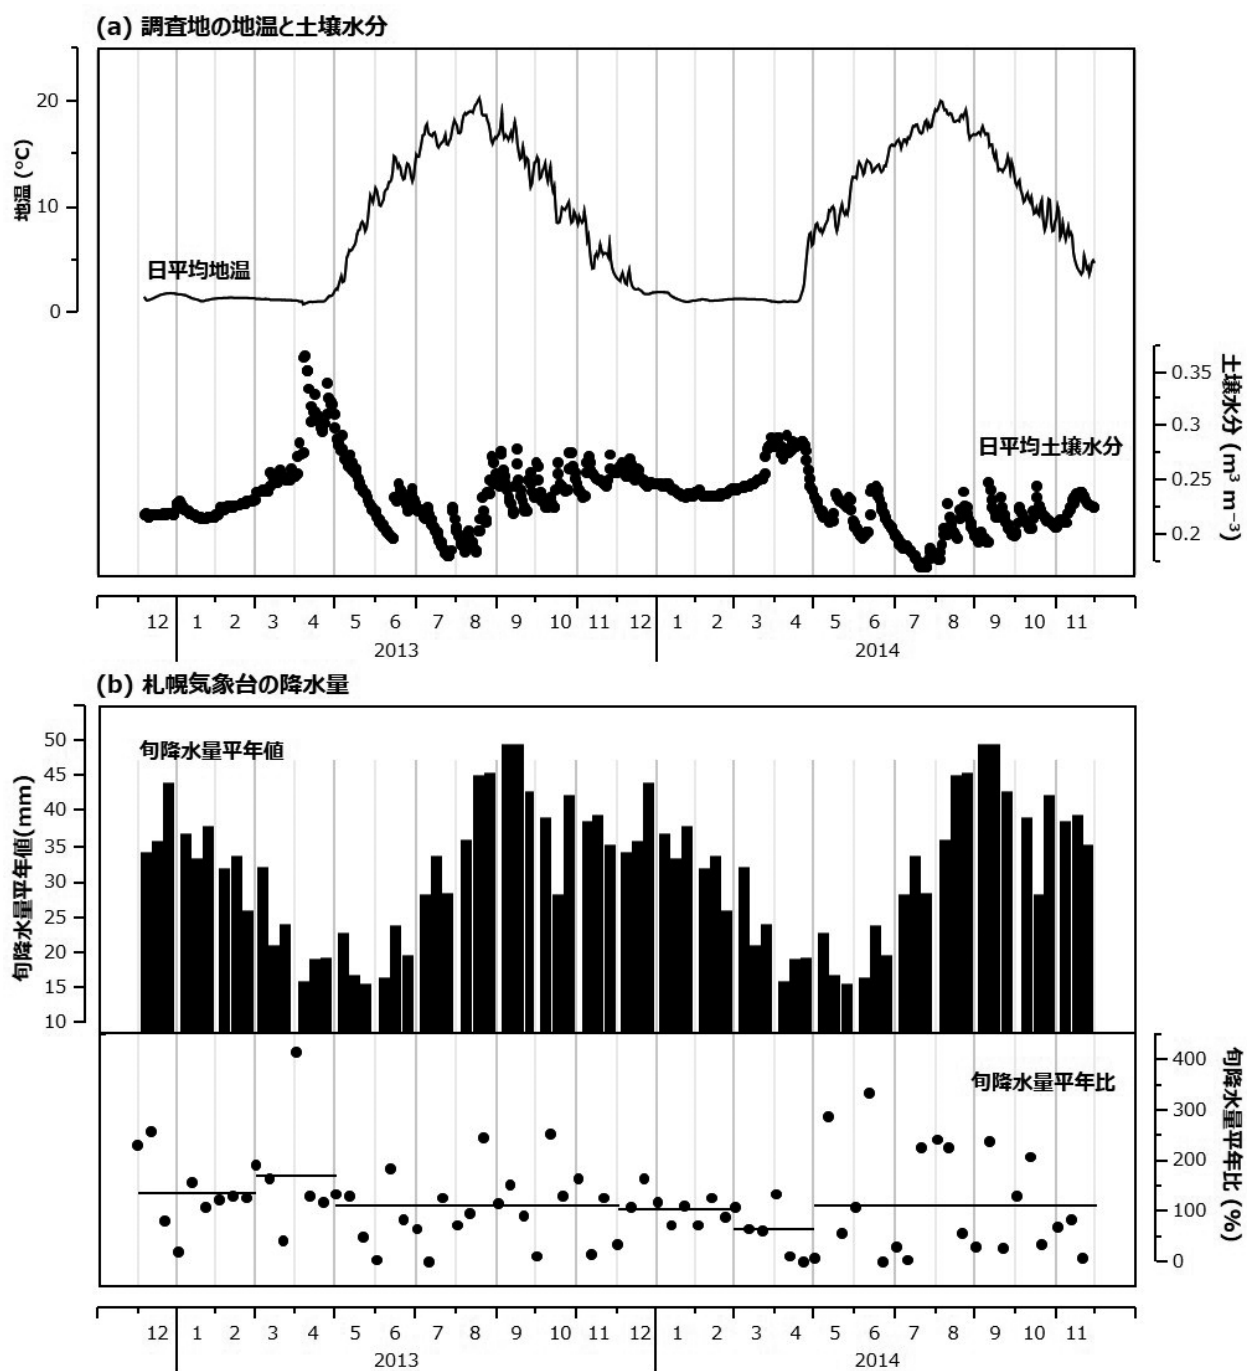 (a) 調査地の地温と土壌水分
20
10
0
地温 (°C)
日平均地温
0.35
0.3
0.25
0.2
土壌水分 (m³ m⁻³)
日平均土壌水分
12 1 2 3 4 5 6 7 8 9 10 11 12 1 2 3 4 5 6 7 8 9 10 11
2013 2014
(b) 札幌気象台の降水量
50
45
40
35
30
25
20
15
10
旬降水量平年値(mm)
旬降水量平年値
400
300
200
100
0
旬降水量平年比 (%)
旬降水量平年比
12 1 2 3 4 5 6 7 8 9 10 11 12 1 2 3 4 5 6 7 8 9 10 11
2013 2014